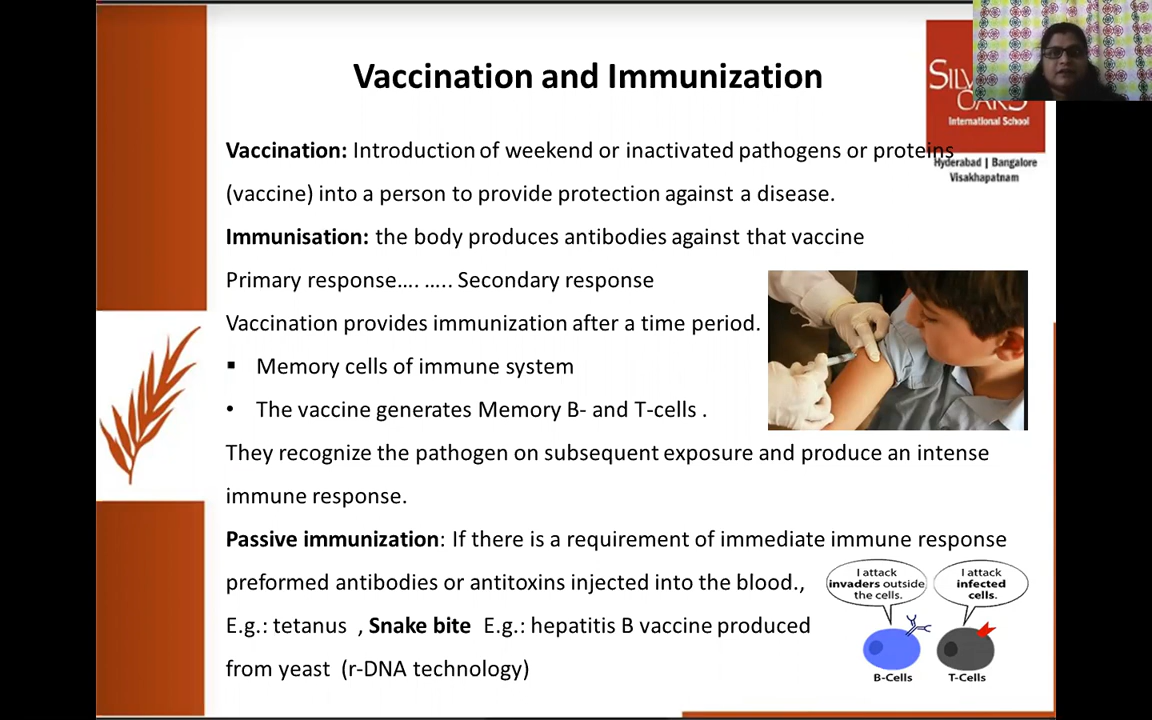 Vaccination and Immunization
SILV
OAKS
International School
Hyderabad | Bangalore
Visakhapatnam
Vaccination: Introduction of weekend or inactivated pathogens or proteins
(vaccine) into a person to provide protection against a disease.
Immunisation: the body produces antibodies against that vaccine
Primary response…. ….. Secondary response
Vaccination provides immunization after a time period.
▪ Memory cells of immune system
• The vaccine generates Memory B- and T-cells .
They recognize the pathogen on subsequent exposure and produce an intense
immune response.
Passive immunization: If there is a requirement of immediate immune response
preformed antibodies or antitoxins injected into the blood.,
E.g.: tetanus , Snake bite E.g.: hepatitis B vaccine produced
from yeast (r-DNA technology)
I attack
invaders outside
the cells.
I attack
infected
cells.
B-Cells
T-Cells